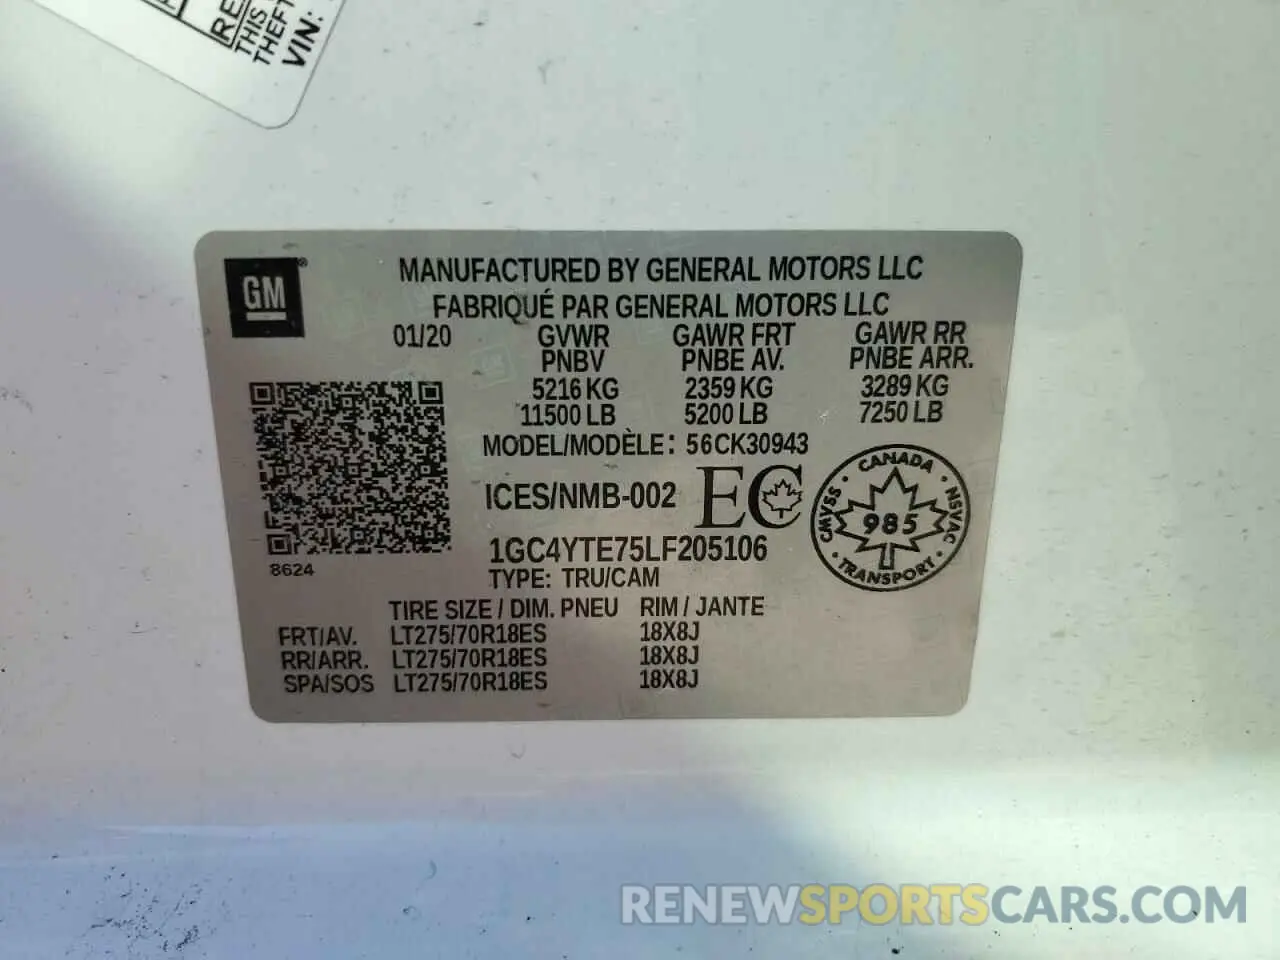 RE
THIS
THEFT
VIN:
GM
®
MANUFACTURED BY GENERAL MOTORS LLC
FABRIQUÉ PAR GENERAL MOTORS LLC
01/20 GVWR GAWR FRT GAWR RR
PNBV PNBE AV. PNBE ARR.
5216 KG 2359 KG 3289 KG
11500 LB 5200 LB 7250 LB
MODEL/MODÈLE: 56CK30943
ICES/NMB-002 EC
CANADA
CMVSS 985 NSVAC
TRANSPORT
1GC4YTE75LF205106
8624
TYPE: TRU/CAM
TIRE SIZE / DIM. PNEU RIM / JANTE
FRT/AV. LT275/70R18ES 18X8J
RR/ARR. LT275/70R18ES 18X8J
SPA/SOS LT275/70R18ES 18X8J
RENEWSPORTSCARS.COM